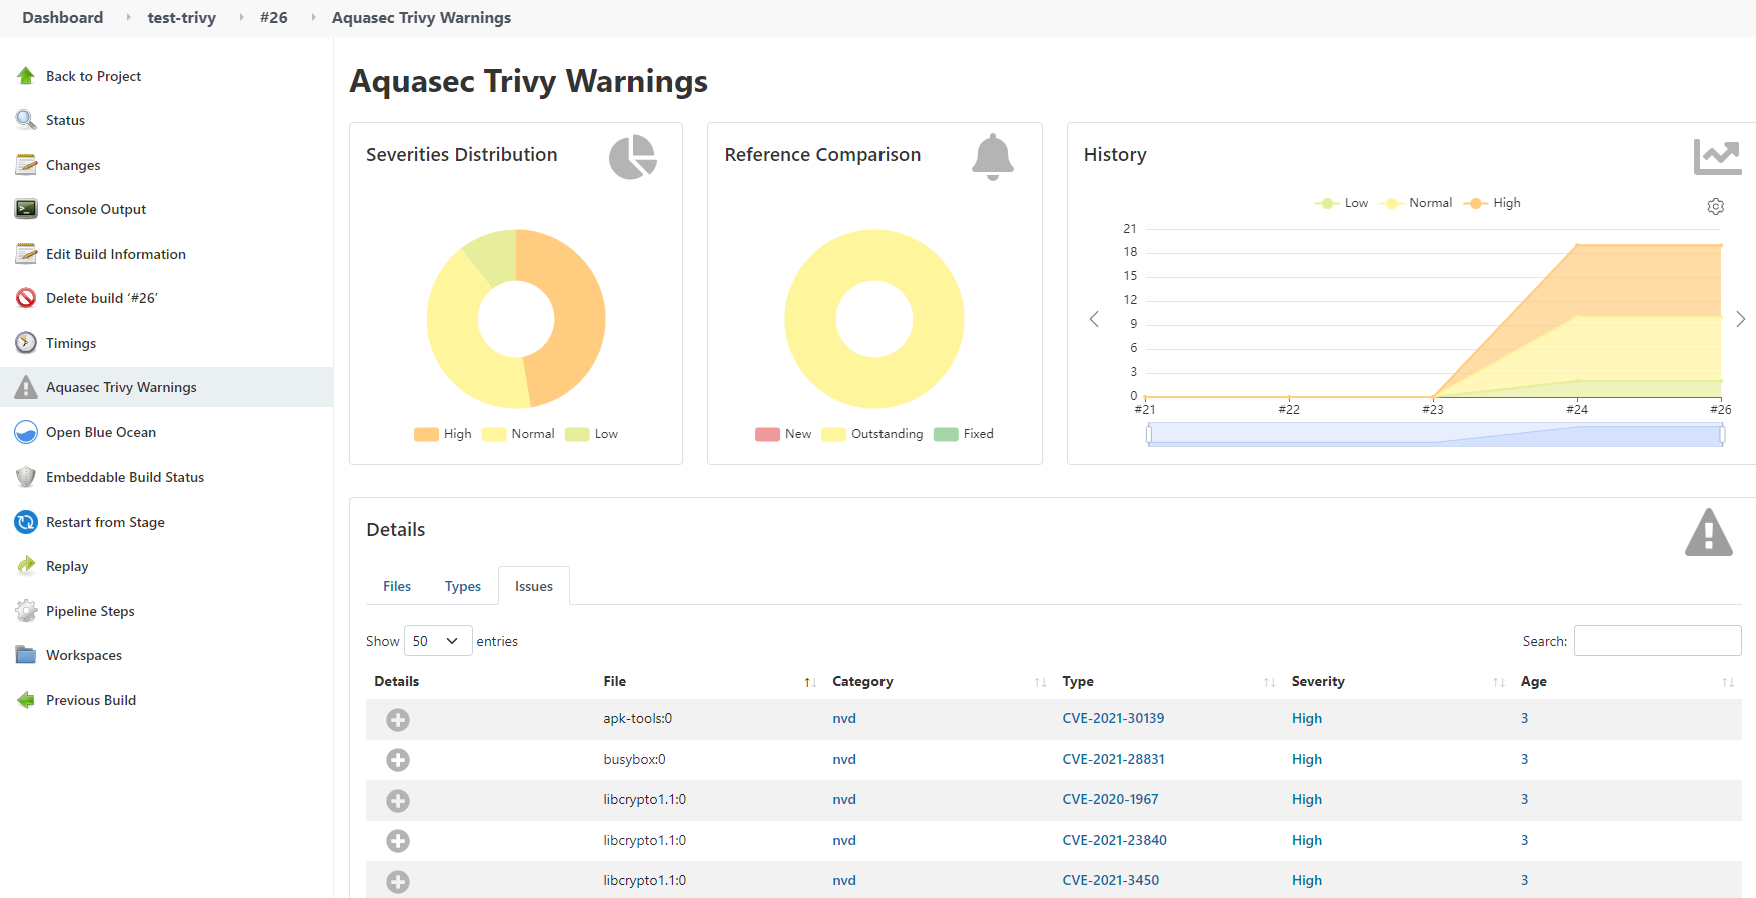 Dashboard test-trivy #26 Aquasec Trivy Warnings
Back to Project
Status
Changes
Console Output
Edit Build Information
Delete build ‘#26’
Timings
Aquasec Trivy Warnings
Open Blue Ocean
Embeddable Build Status
Restart from Stage
Replay
Pipeline Steps
Workspaces
Previous Build
Aquasec Trivy Warnings
Severities Distribution
High Normal Low
Reference Comparison
New Outstanding Fixed
History
Low Normal High
21
18
15
12
9
6
3
0
#21 #22 #23 #24 #26
Details
Files Types Issues
Show 50 entries
Search:
Details File Category Type Severity Age
apk-tools:0 nvd CVE-2021-30139 High 3
busybox:0 nvd CVE-2021-28831 High 3
libcrypto1.1:0 nvd CVE-2020-1967 High 3
libcrypto1.1:0 nvd CVE-2021-23840 High 3
libcrypto1.1:0 nvd CVE-2021-3450 High 3